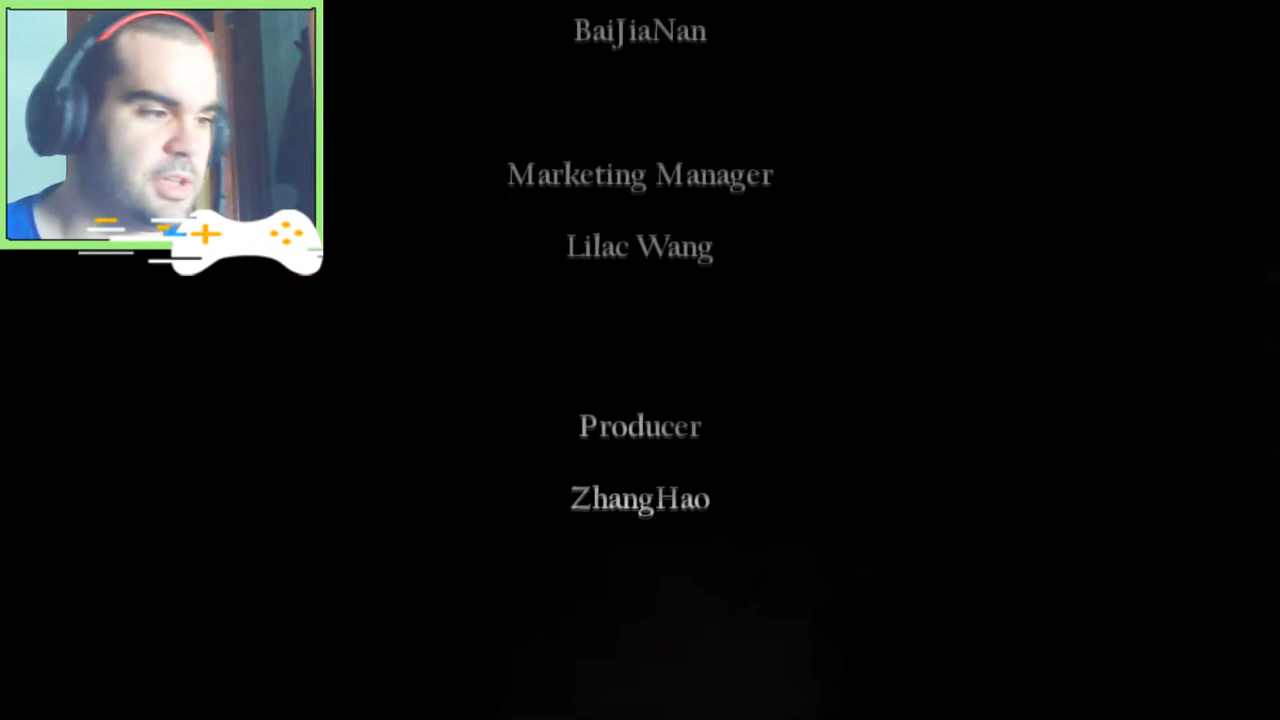 BaiJiaNan
Marketing Manager
Lilac Wang
Producer
ZhangHao